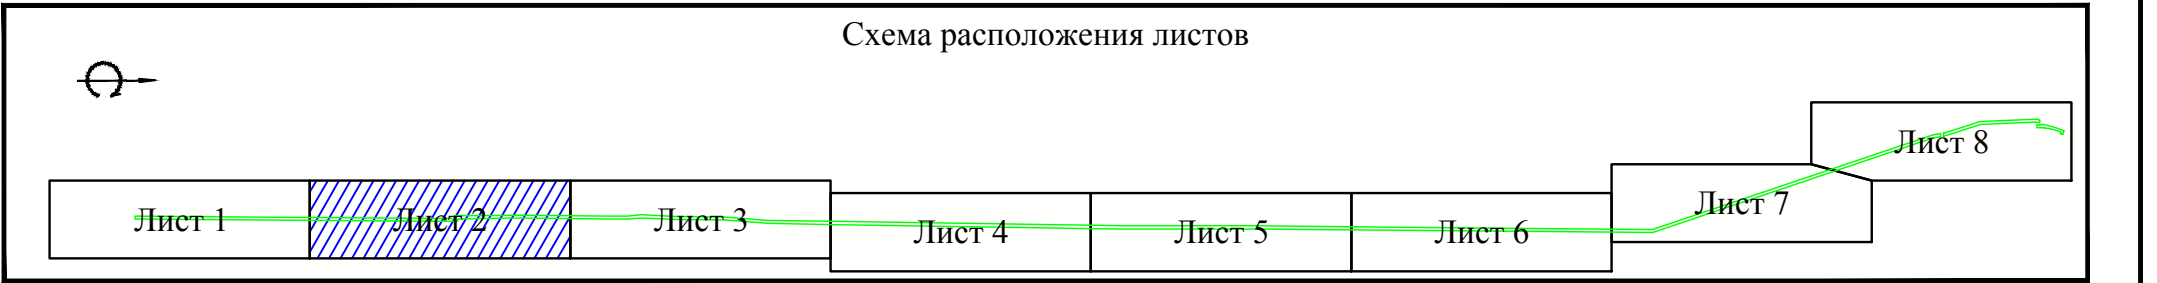 Схема расположения листов
Лист 1
Лист 2
Лист 3
Лист 4
Лист 5
Лист 6
Лист 7
Лист 8